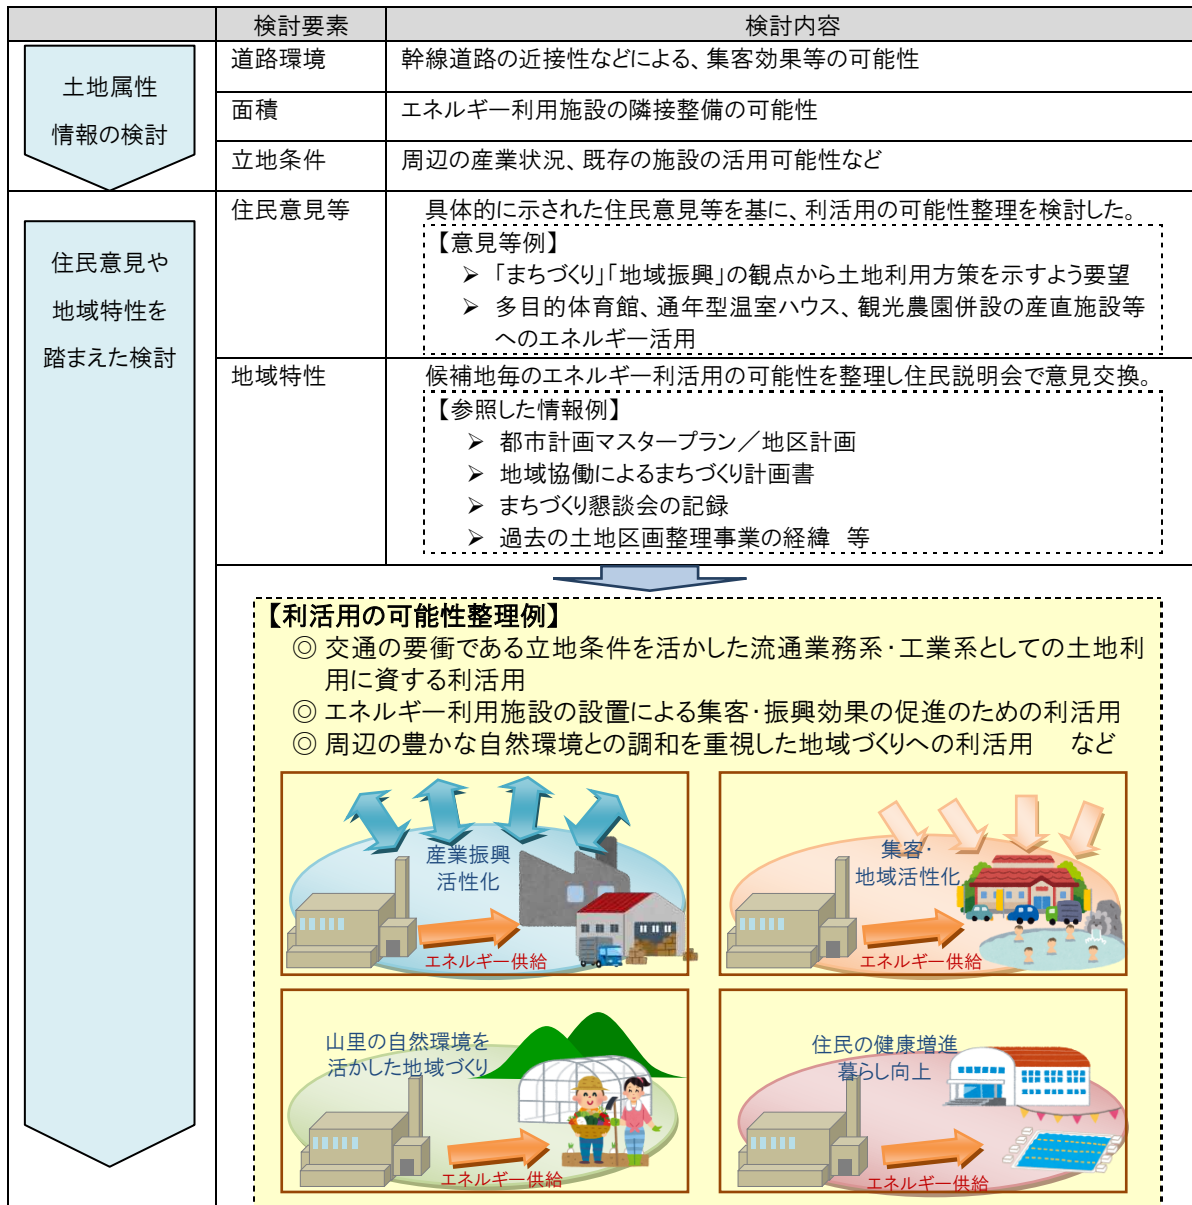 検討要素
検討内容
土地属性
情報の検討
道路環境
幹線道路の近接性などによる、集客効果等の可能性
面積
エネルギー利用施設の隣接整備の可能性
立地条件
周辺の産業状況、既存の施設の活用可能性など
住民意見や
地域特性を
踏まえた検討
住民意見等
具体的に示された住民意見等を基に、利活用の可能性整理を検討した。
【意見等例】
➢ 「まちづくり」「地域振興」の観点から土地利用方策を示すよう要望
➢ 多目的体育館、通年型温室ハウス、観光農園併設の産直施設等
へのエネルギー活用
地域特性
候補地毎のエネルギー利活用の可能性を整理し住民説明会で意見交換。
【参照した情報例】
➢ 都市計画マスタープラン／地区計画
➢ 地域協働によるまちづくり計画書
➢ まちづくり懇談会の記録
➢ 過去の土地区画整理事業の経緯 等
【利活用の可能性整理例】
◎ 交通の要衝である立地条件を活かした流通業務系・工業系としての土地利
用に資する利活用
◎ エネルギー利用施設の設置による集客・振興効果の促進のための利活用
◎ 周辺の豊かな自然環境との調和を重視した地域づくりへの利活用 など
産業振興
活性化
エネルギー供給
集客・
地域活性化
エネルギー供給
山里の自然環境を
活かした地域づくり
エネルギー供給
住民の健康増進
暮らし向上
エネルギー供給